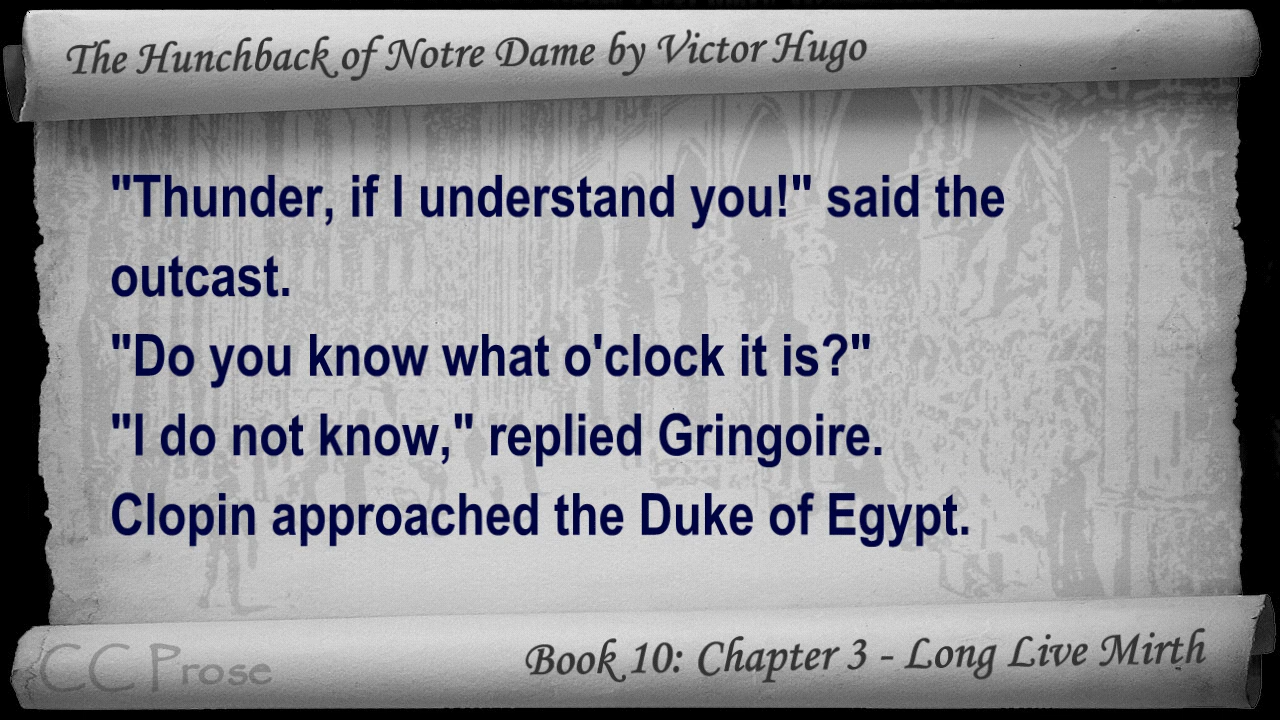 The Hunchback of Notre Dame by Victor Hugo
"Thunder, if I understand you!" said the
outcast.
"Do you know what o'clock it is?"
"I do not know," replied Gringoire.
Clopin approached the Duke of Egypt.
CC Prose
Book 10: Chapter 3 - Long Live Mirth